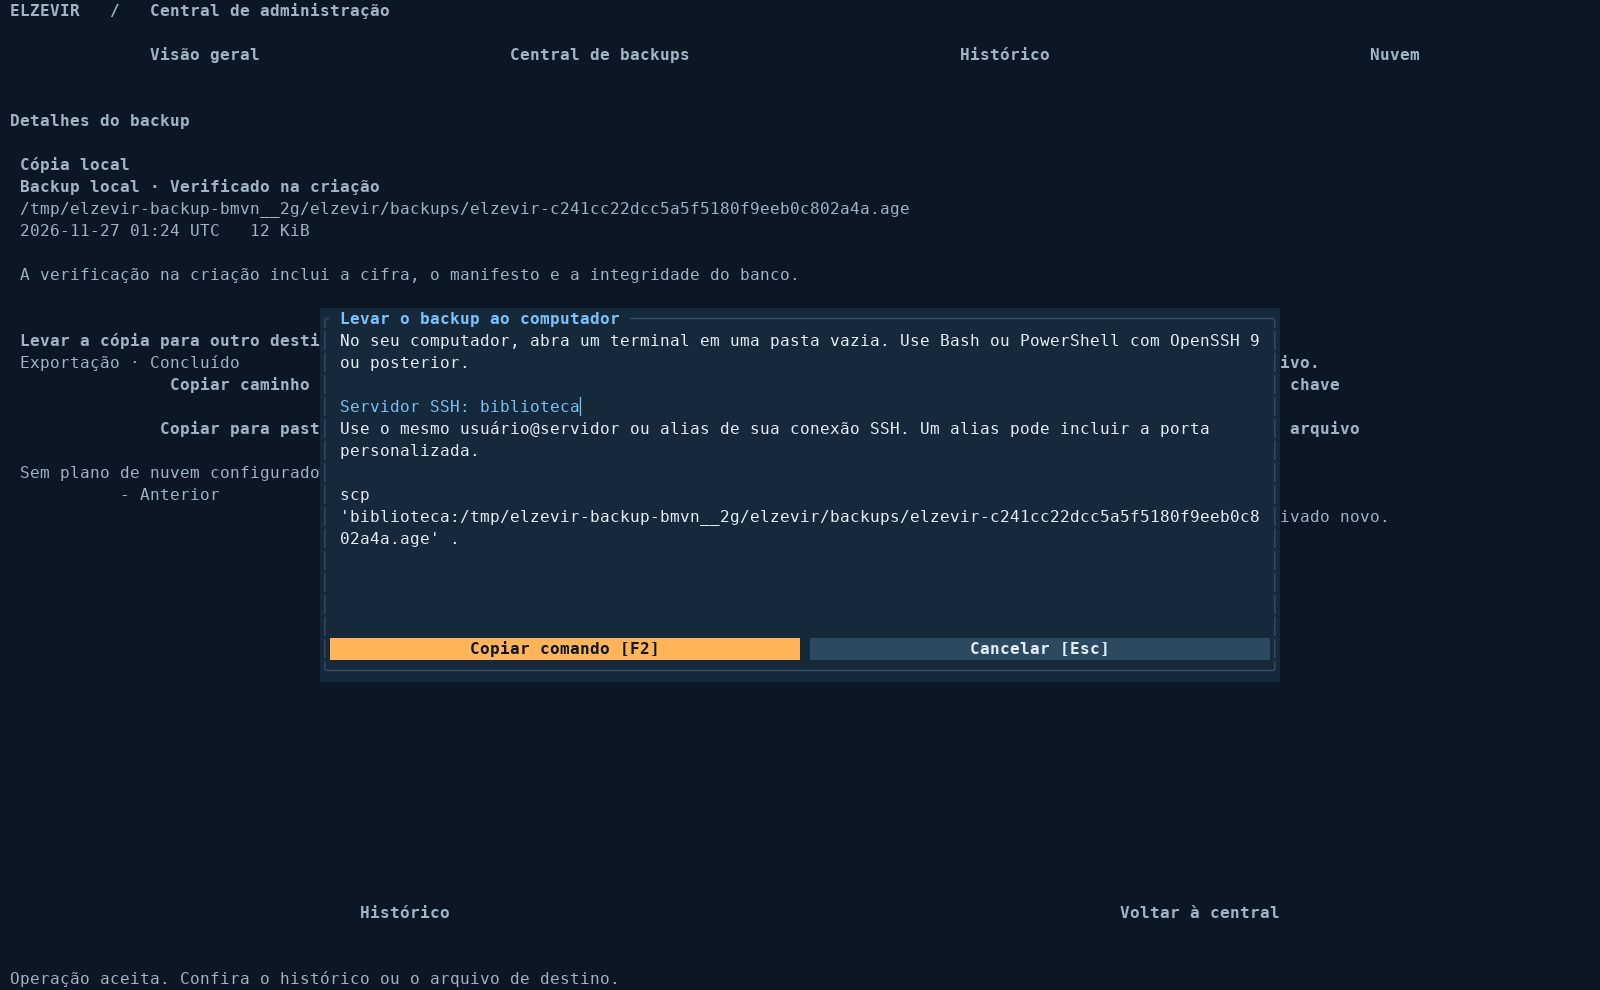 ELZEVIR / Central de administração
Visão geral Central de backups Histórico Nuvem
Detalhes do backup
Cópia local
Backup local · Verificado na criação
/tmp/elzevir-backup-bmvn__2g/elzevir/backups/elzevir-c241cc22dcc5a5f5180f9eeb0c802a4a.age
2026-11-27 01:24 UTC 12 KiB
A verificação na criação inclui a cifra, o manifesto e a integridade do banco.
Levar o backup ao computador
Levar a cópia para outro desti No seu computador, abra um terminal em uma pasta vazia. Use Bash ou PowerShell com OpenSSH 9
Exportação · Concluído ou posterior. ivo.
Copiar caminho chave
Servidor SSH: biblioteca
Copiar para past Use o mesmo usuário@servidor ou alias de sua conexão SSH. Um alias pode incluir a porta arquivo
personalizada.
Sem plano de nuvem configurado
- Anterior scp
'biblioteca:/tmp/elzevir-backup-bmvn__2g/elzevir/backups/elzevir-c241cc22dcc5a5f5180f9eeb0c8 ivado novo.
02a4a.age' .
Copiar comando [F2] Cancelar [Esc]
Histórico Voltar à central
Operação aceita. Confira o histórico ou o arquivo de destino.